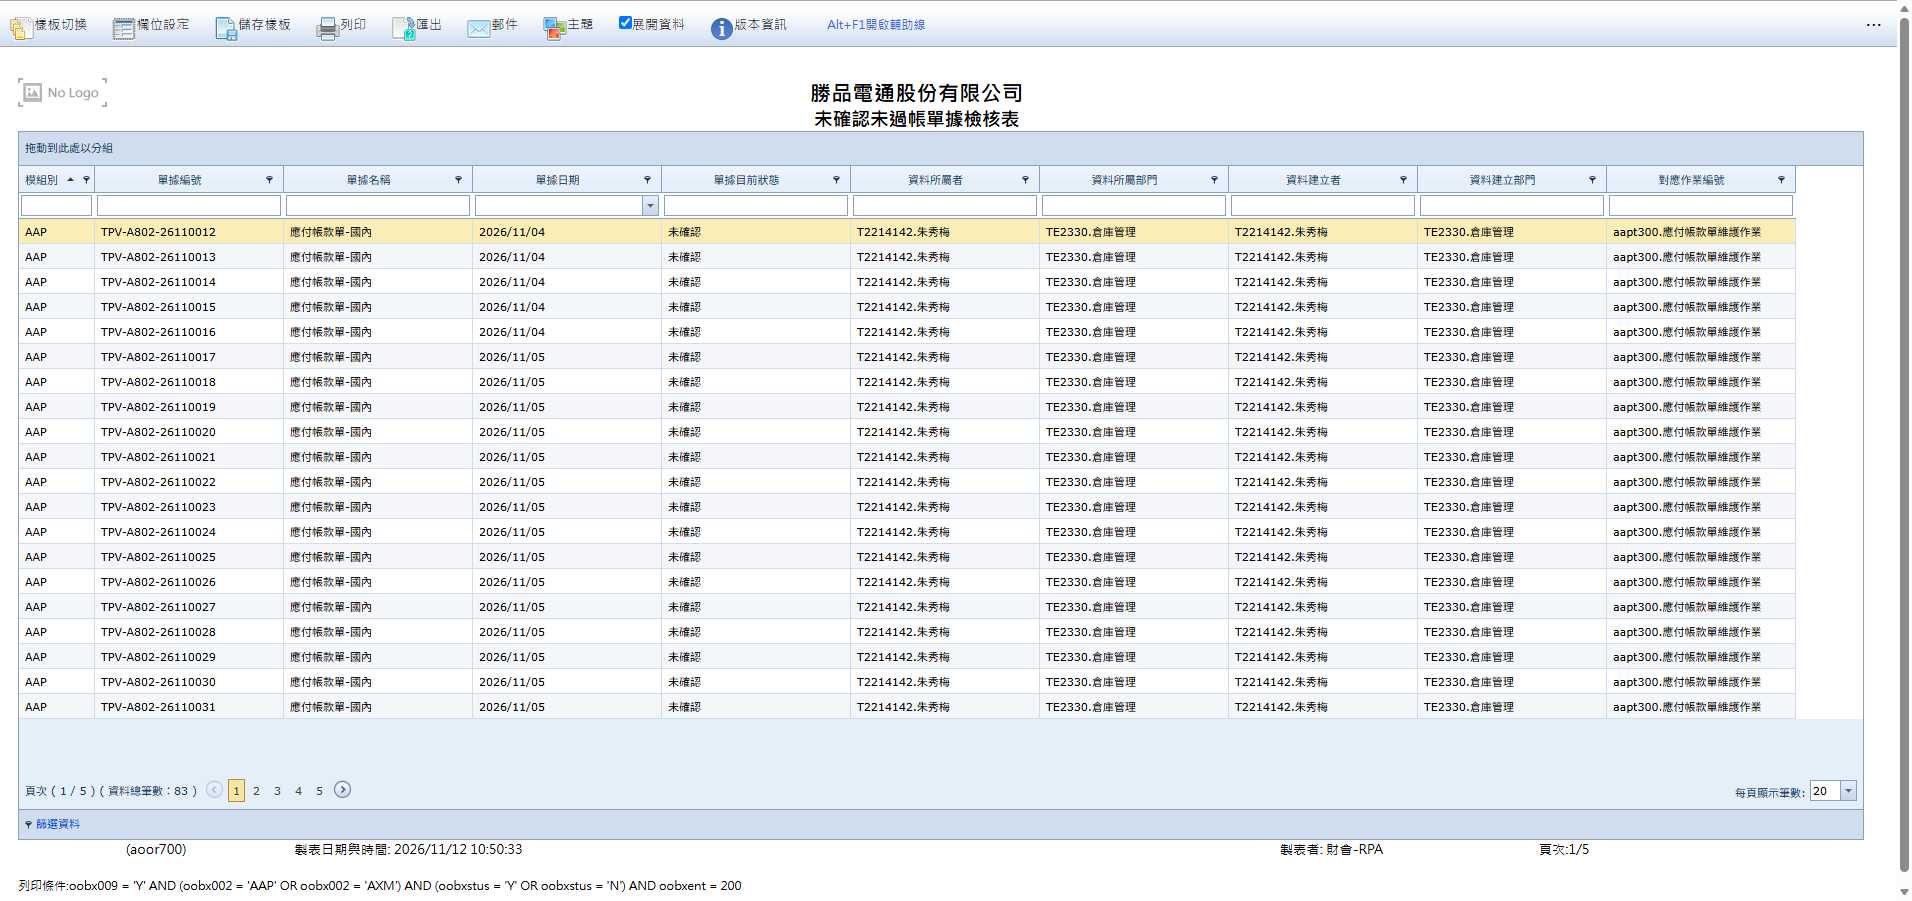 樣板切換 欄位設定 儲存樣板 列印 匯出 郵件 主題 展開資料 版本資訊 Alt+F1開啟輔助線 ...
No Logo
勝品電通股份有限公司
未確認未過帳單據檢核表
拖動到此處以分組
模組別 單據編號 單據名稱 單據日期 單據目前狀態 資料所屬者 資料所屬部門 資料建立者 資料建立部門 對應作業編號
AAP TPV-A802-26110012 應付帳款單-國內 2026/11/04 未確認 T2214142.朱秀梅 TE2330.倉庫管理 T2214142.朱秀梅 TE2330.倉庫管理 aapt300.應付帳款單維護作業
AAP TPV-A802-26110013 應付帳款單-國內 2026/11/04 未確認 T2214142.朱秀梅 TE2330.倉庫管理 T2214142.朱秀梅 TE2330.倉庫管理 aapt300.應付帳款單維護作業
AAP TPV-A802-26110014 應付帳款單-國內 2026/11/04 未確認 T2214142.朱秀梅 TE2330.倉庫管理 T2214142.朱秀梅 TE2330.倉庫管理 aapt300.應付帳款單維護作業
AAP TPV-A802-26110015 應付帳款單-國內 2026/11/04 未確認 T2214142.朱秀梅 TE2330.倉庫管理 T2214142.朱秀梅 TE2330.倉庫管理 aapt300.應付帳款單維護作業
AAP TPV-A802-26110016 應付帳款單-國內 2026/11/04 未確認 T2214142.朱秀梅 TE2330.倉庫管理 T2214142.朱秀梅 TE2330.倉庫管理 aapt300.應付帳款單維護作業
AAP TPV-A802-26110017 應付帳款單-國內 2026/11/05 未確認 T2214142.朱秀梅 TE2330.倉庫管理 T2214142.朱秀梅 TE2330.倉庫管理 aapt300.應付帳款單維護作業
AAP TPV-A802-26110018 應付帳款單-國內 2026/11/05 未確認 T2214142.朱秀梅 TE2330.倉庫管理 T2214142.朱秀梅 TE2330.倉庫管理 aapt300.應付帳款單維護作業
AAP TPV-A802-26110019 應付帳款單-國內 2026/11/05 未確認 T2214142.朱秀梅 TE2330.倉庫管理 T2214142.朱秀梅 TE2330.倉庫管理 aapt300.應付帳款單維護作業
AAP TPV-A802-26110020 應付帳款單-國內 2026/11/05 未確認 T2214142.朱秀梅 TE2330.倉庫管理 T2214142.朱秀梅 TE2330.倉庫管理 aapt300.應付帳款單維護作業
AAP TPV-A802-26110021 應付帳款單-國內 2026/11/05 未確認 T2214142.朱秀梅 TE2330.倉庫管理 T2214142.朱秀梅 TE2330.倉庫管理 aapt300.應付帳款單維護作業
AAP TPV-A802-26110022 應付帳款單-國內 2026/11/05 未確認 T2214142.朱秀梅 TE2330.倉庫管理 T2214142.朱秀梅 TE2330.倉庫管理 aapt300.應付帳款單維護作業
AAP TPV-A802-26110023 應付帳款單-國內 2026/11/05 未確認 T2214142.朱秀梅 TE2330.倉庫管理 T2214142.朱秀梅 TE2330.倉庫管理 aapt300.應付帳款單維護作業
AAP TPV-A802-26110024 應付帳款單-國內 2026/11/05 未確認 T2214142.朱秀梅 TE2330.倉庫管理 T2214142.朱秀梅 TE2330.倉庫管理 aapt300.應付帳款單維護作業
AAP TPV-A802-26110025 應付帳款單-國內 2026/11/05 未確認 T2214142.朱秀梅 TE2330.倉庫管理 T2214142.朱秀梅 TE2330.倉庫管理 aapt300.應付帳款單維護作業
AAP TPV-A802-26110026 應付帳款單-國內 2026/11/05 未確認 T2214142.朱秀梅 TE2330.倉庫管理 T2214142.朱秀梅 TE2330.倉庫管理 aapt300.應付帳款單維護作業
AAP TPV-A802-26110027 應付帳款單-國內 2026/11/05 未確認 T2214142.朱秀梅 TE2330.倉庫管理 T2214142.朱秀梅 TE2330.倉庫管理 aapt300.應付帳款單維護作業
AAP TPV-A802-26110028 應付帳款單-國內 2026/11/05 未確認 T2214142.朱秀梅 TE2330.倉庫管理 T2214142.朱秀梅 TE2330.倉庫管理 aapt300.應付帳款單維護作業
AAP TPV-A802-26110029 應付帳款單-國內 2026/11/05 未確認 T2214142.朱秀梅 TE2330.倉庫管理 T2214142.朱秀梅 TE2330.倉庫管理 aapt300.應付帳款單維護作業
AAP TPV-A802-26110030 應付帳款單-國內 2026/11/05 未確認 T2214142.朱秀梅 TE2330.倉庫管理 T2214142.朱秀梅 TE2330.倉庫管理 aapt300.應付帳款單維護作業
AAP TPV-A802-26110031 應付帳款單-國內 2026/11/05 未確認 T2214142.朱秀梅 TE2330.倉庫管理 T2214142.朱秀梅 TE2330.倉庫管理 aapt300.應付帳款單維護作業
頁次 ( 1 / 5 ) ( 資料總筆數：83 ) 1 2 3 4 5 每頁顯示筆數: 20
篩選資料
(aoor700) 製表日期與時間: 2026/11/12 10:50:33 製表者: 財會-RPA 頁次:1/5
列印條件:oobx009 = 'Y' AND (oobx002 = 'AAP' OR oobx002 = 'AXM') AND (oobxstus = 'Y' OR oobxstus = 'N') AND oobxent = 200